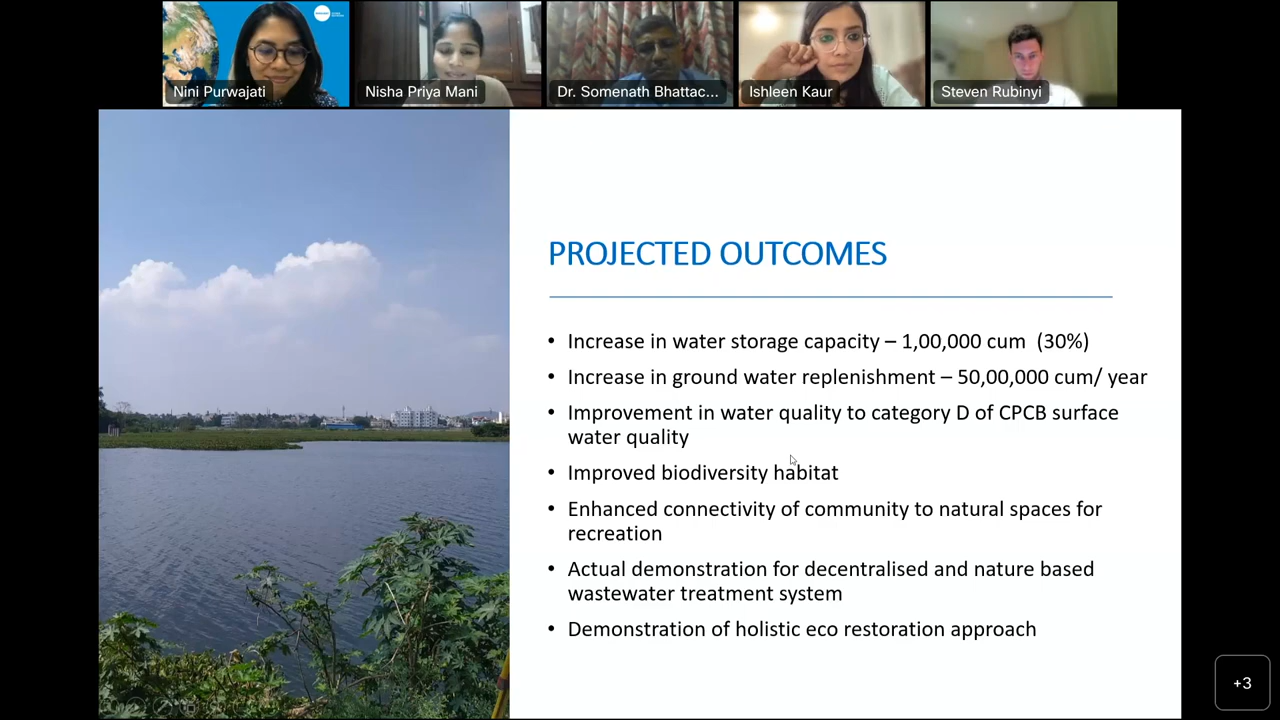 Nini Purwajati
Nisha Priya Mani
Dr. Somenath Bhattac...
Ishleen Kaur
Steven Rubinyi
PROJECTED OUTCOMES
• Increase in water storage capacity – 1,00,000 cum (30%)
• Increase in ground water replenishment – 50,00,000 cum/ year
• Improvement in water quality to category D of CPCB surface
water quality
• Improved biodiversity habitat
• Enhanced connectivity of community to natural spaces for
recreation
• Actual demonstration for decentralised and nature based
wastewater treatment system
• Demonstration of holistic eco restoration approach
+3